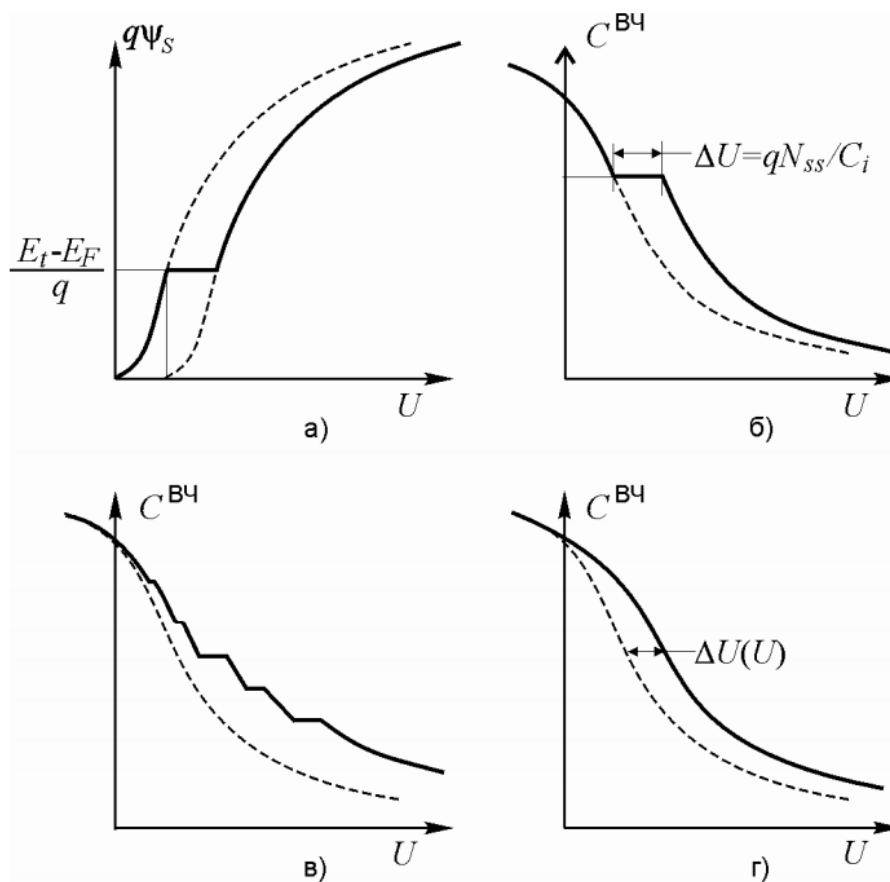 qψ_S
E_t-E_F
q
U
а)
C^ВЧ
ΔU=qN_ss/C_i
U
б)
C^ВЧ
U
в)
C^ВЧ
ΔU(U)
U
г)